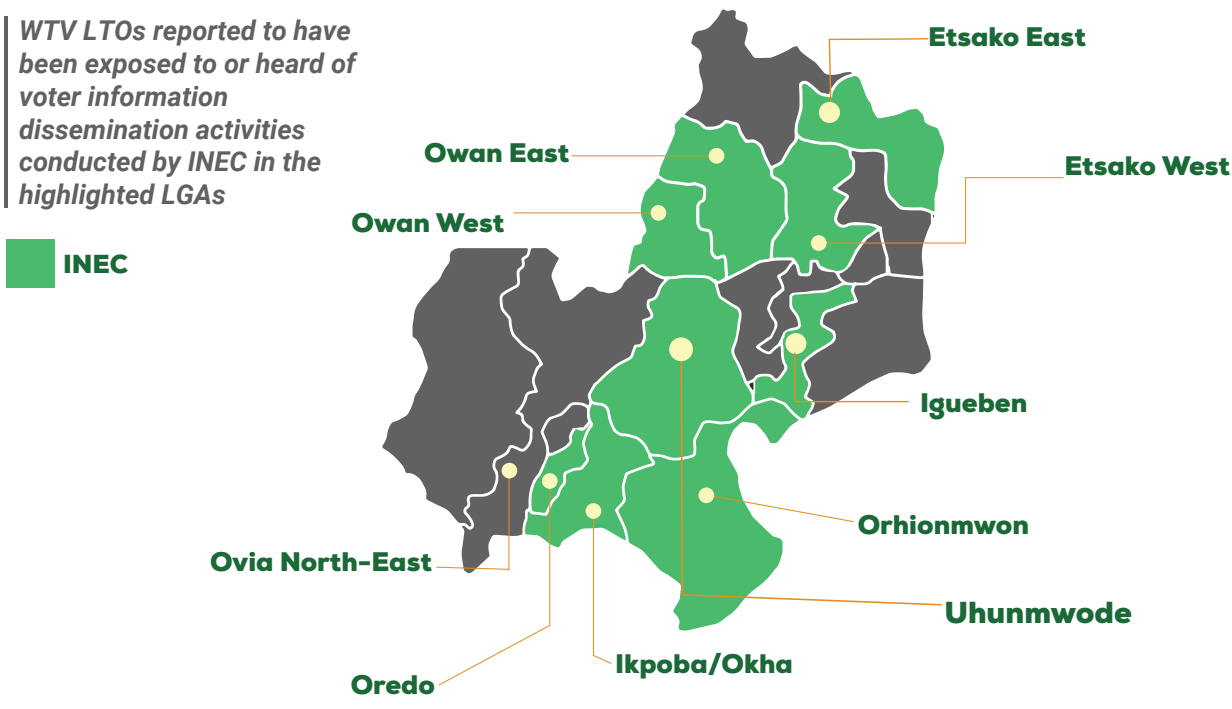 WTV LTOs reported to have
been exposed to or heard of
voter information
dissemination activities
conducted by INEC in the
highlighted LGAs
INEC
Etsako East
Owan East
Etsako West
Owan West
Igueben
Orhionmwon
Ovia North-East
Uhunmwode
Ikpoba/Okha
Oredo